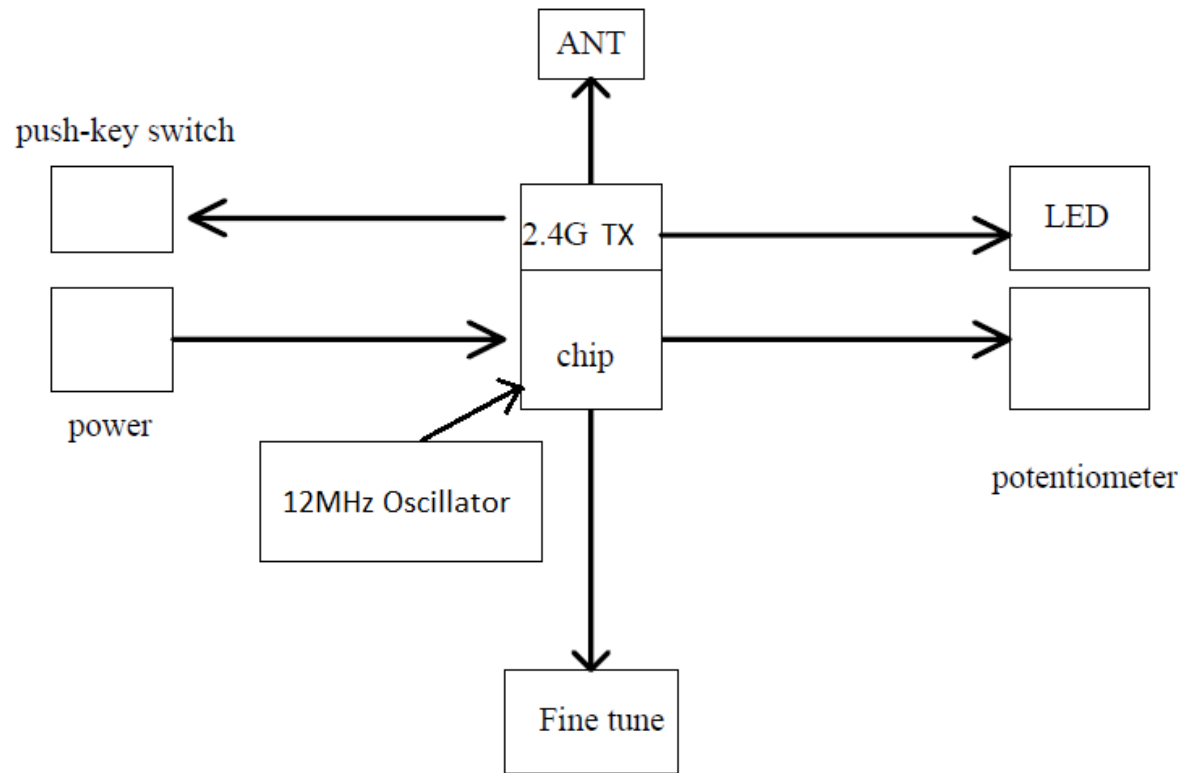 ANT
push-key switch
2.4G TX
LED
chip
power
12MHz Oscillator
potentiometer
Fine tune